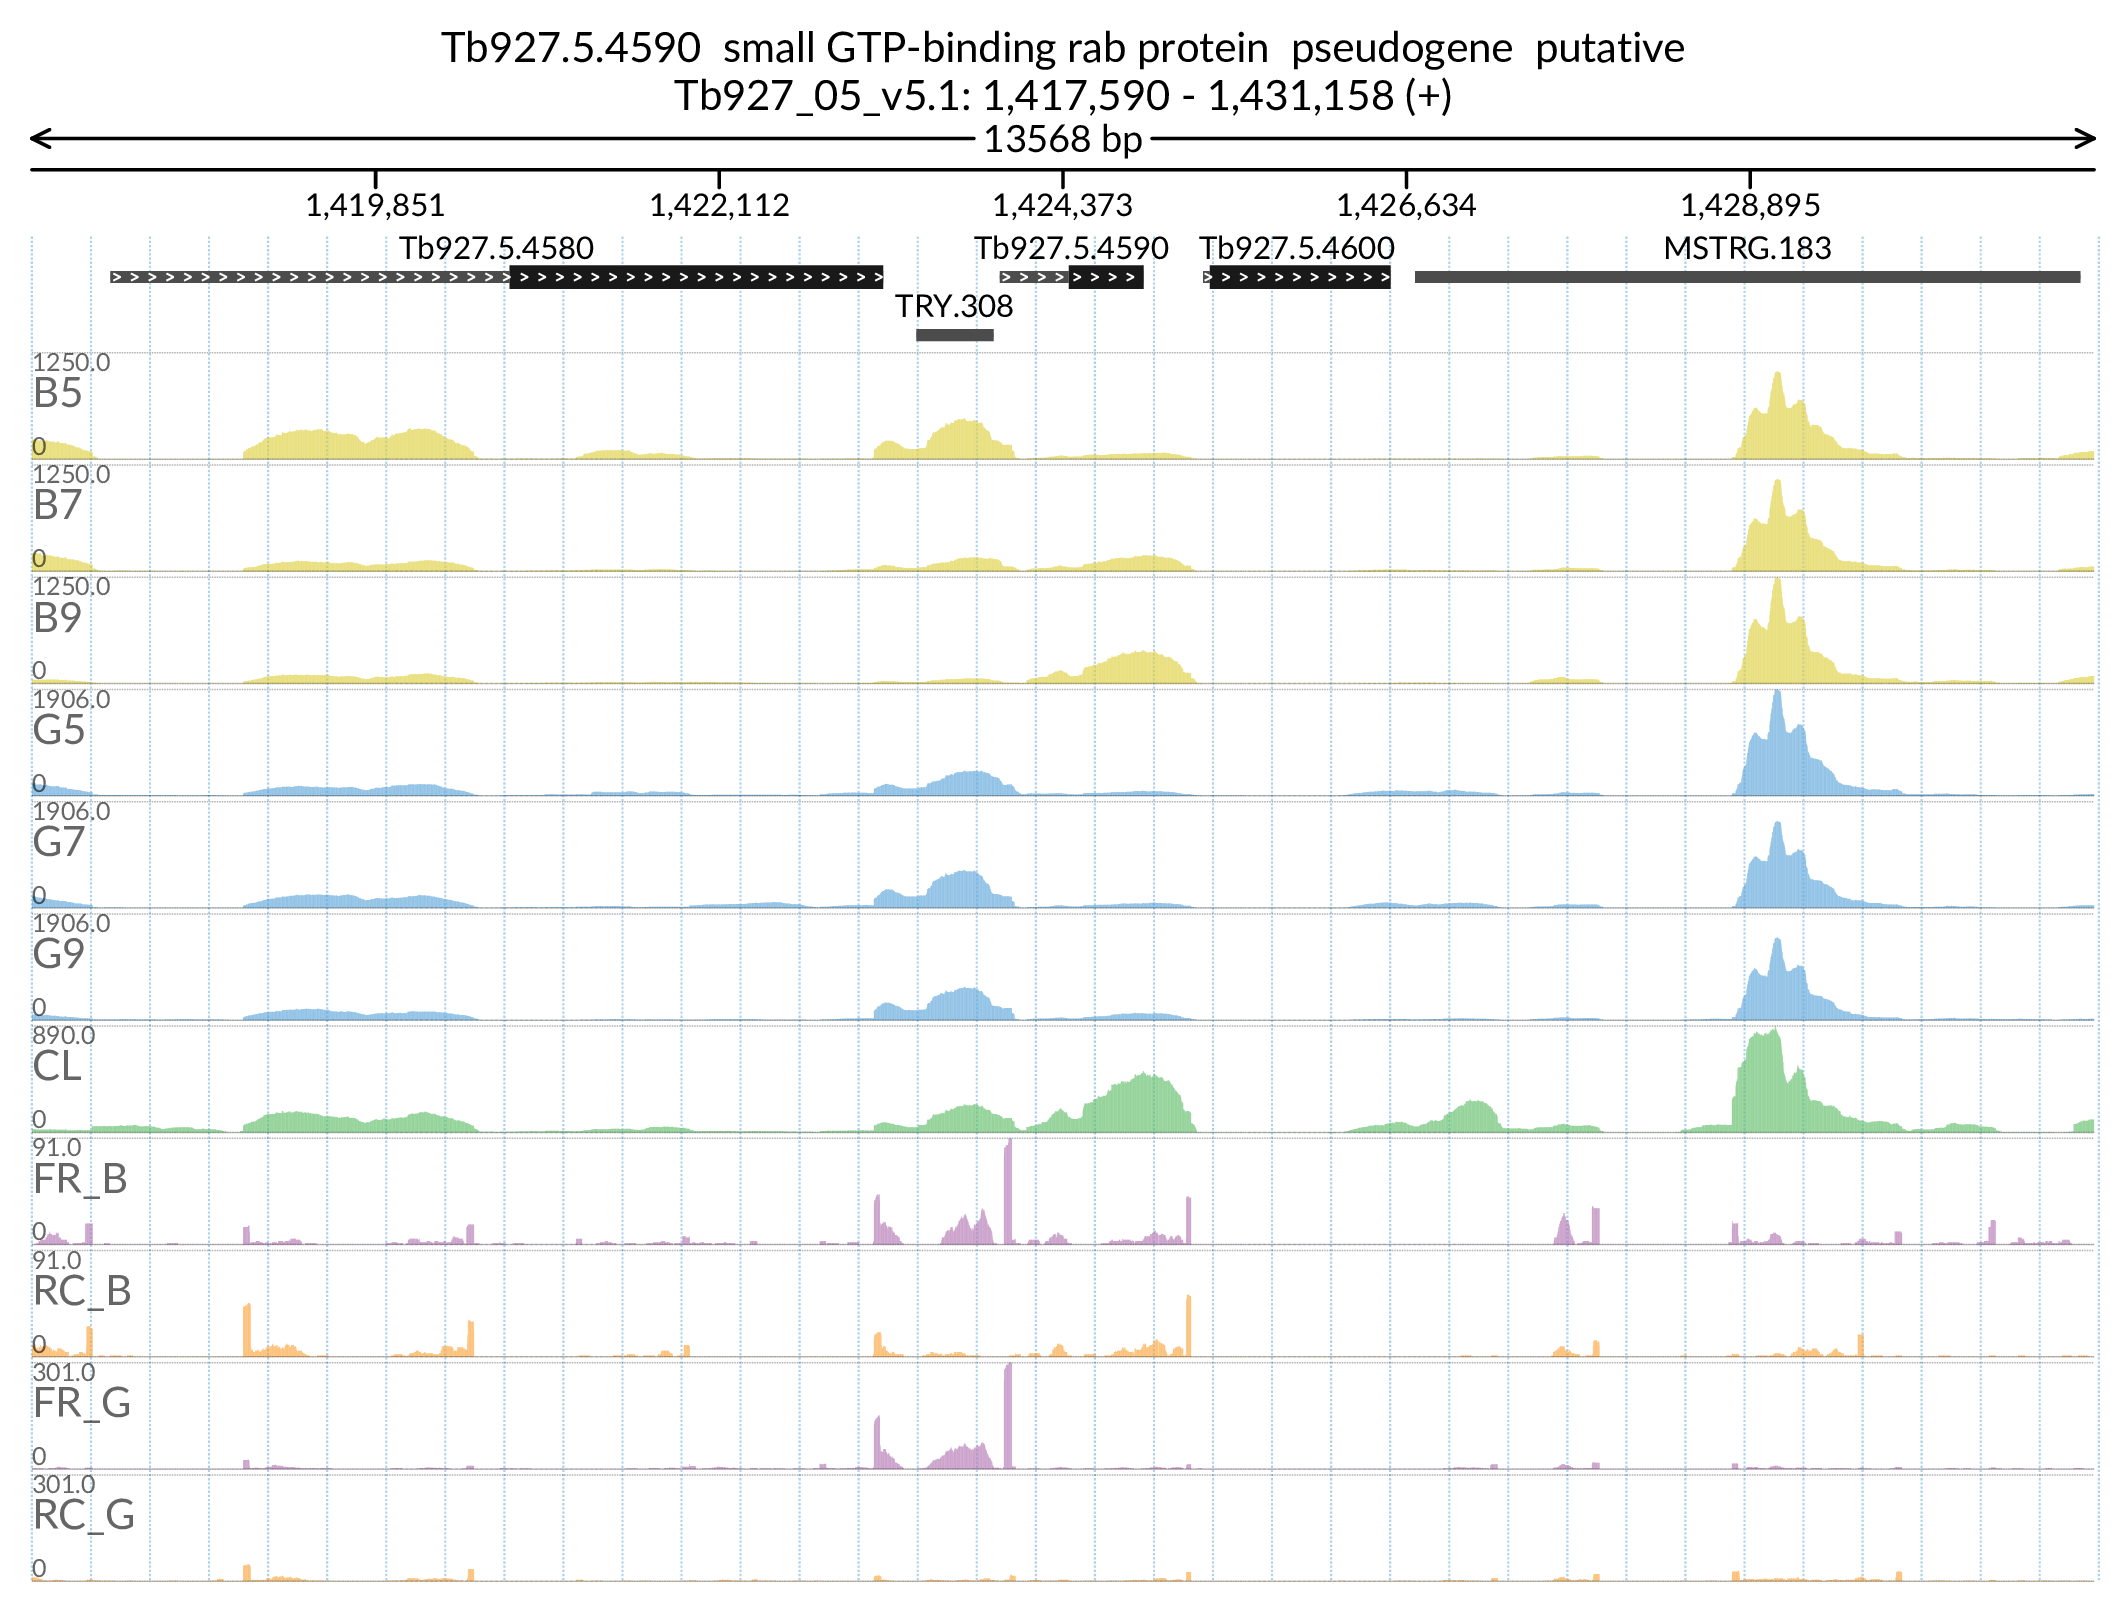 Tb927.5.4590  small GTP-binding rab protein  pseudogene  putative
Tb927_05_v5.1: 1,417,590 - 1,431,158 (+)
13568 bp
1,419,851 1,422,112 1,424,373 1,426,634 1,428,895
Tb927.5.4580 Tb927.5.4590 Tb927.5.4600 MSTRG.183
TRY.308
1250.0
B5
0
1250.0
B7
0
1250.0
B9
0
1906.0
G5
0
1906.0
G7
0
1906.0
G9
0
890.0
CL
0
91.0
FR_B
0
91.0
RC_B
0
301.0
FR_G
0
301.0
RC_G
0